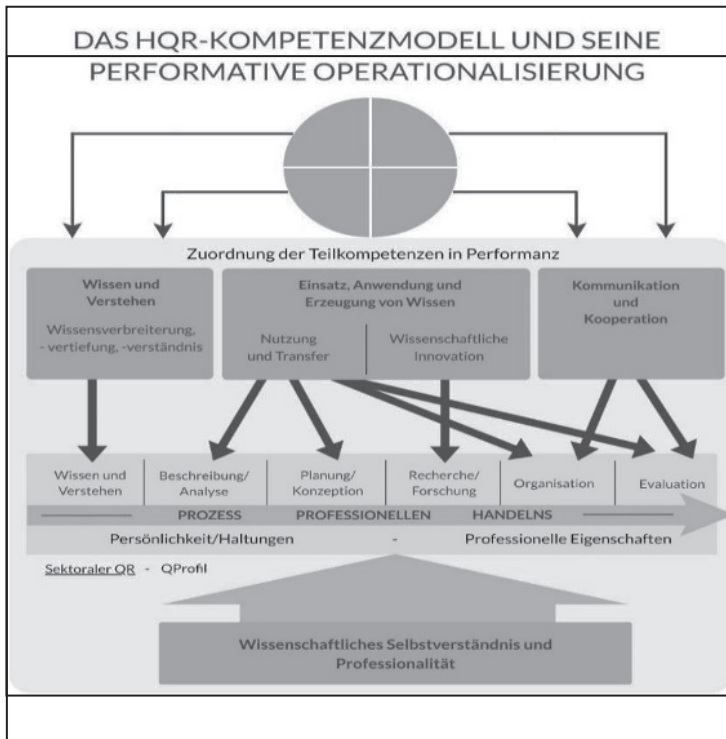 DAS HQR-KOMPETENZMODELL UND SEINE
PERFORMATIVE OPERATIONALISIERUNG
Zuordnung der Teilkompetenzen in Performanz
Wissen und
Verstehen
Wissensverbreiterung,
- vertiefung, -verständnis
Einsatz, Anwendung und
Erzeugung von Wissen
Nutzung
und Transfer
Wissenschaftliche
Innovation
Kommunikation
und
Kooperation
Wissen und
Verstehen
Beschreibung/
Analyse
Planung/
Konzeption
Recherche/
Forschung
Organisation
Evaluation
PROZESS PROFESSIONELLEN HANDELNS
Persönlichkeit/Haltungen - Professionelle Eigenschaften
Sektoraler QR - QProfil
Wissenschaftliches Selbstverständnis und
Professionalität